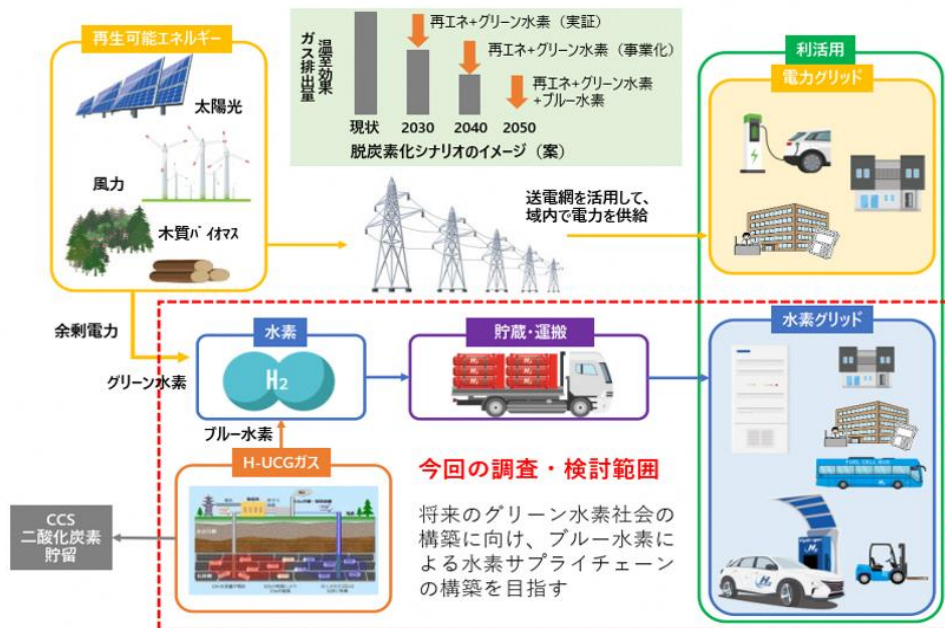 再生可能エネルギー
太陽光
風力
木質ﾊﾞｲｵﾏｽ
温室効果
ガス排出量
再エネ+グリーン水素（実証）
再エネ+グリーン水素（事業化）
再エネ+グリーン水素
+ブルー水素
現状 2030 2040 2050
脱炭素化シナリオのイメージ（案）
送電網を活用して、
域内で電力を供給
利活用
電力グリッド
余剰電力
グリーン水素
水素
H2
貯蔵・運搬
水素グリッド
ブルー水素
H-UCGガス
CCS
二酸化炭素
貯留
今回の調査・検討範囲
将来のグリーン水素社会の
構築に向け、ブルー水素によ
る水素サプライチェーン
の構築を目指す
FUEL CELL BUS
Hydrogen
H2